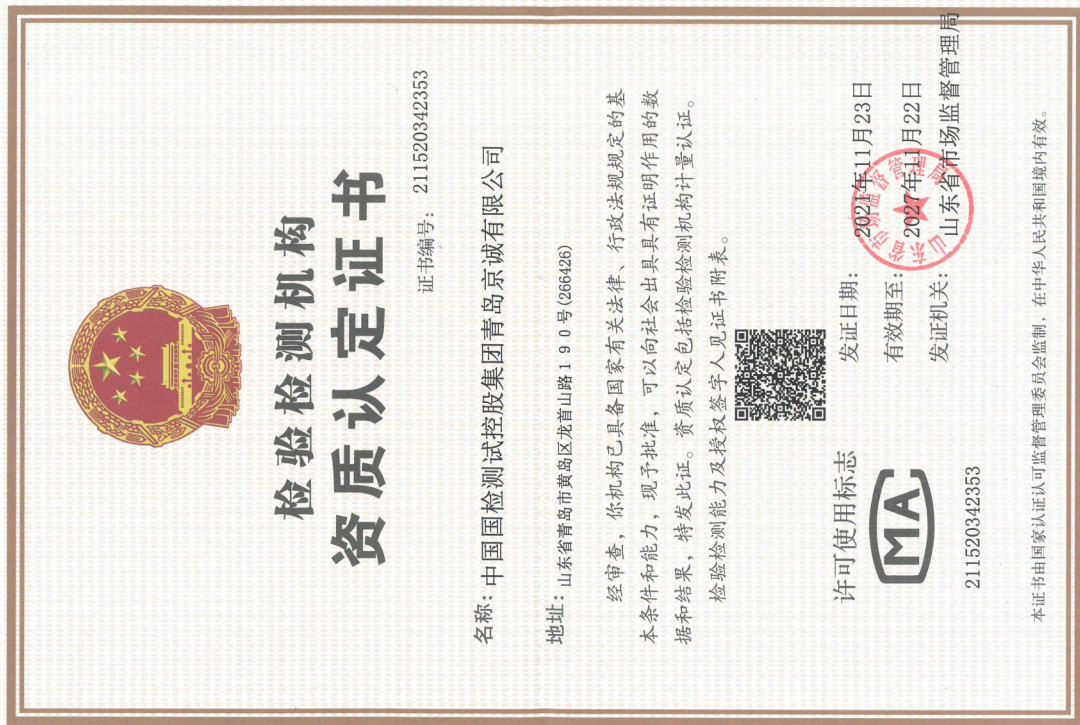 检验检测机构
资质认定证书
证书编号：211520342353
名称：中国国检测试控股集团青岛京诚有限公司
地址：山东省青岛市黄岛区龙首山路190号(266426)
经审查，你机构已具备国家有关法律、行政法规规定的基
本条件和能力，现予批准，可以向社会出具具有证明作用的数
据和结果，特发此证。资质认定包括检验检测机构计量认证。
检验检测能力及授权签字人见证书附表。
许可使用标志
MA
211520342353
发证日期：2021年11月23日
有效期至：2027年11月22日
发证机关：山东省市场监督管理局
山东省市场监督管理局
本证书由国家认证认可监督管理委员会监制，在中华人民共和国境内有效。